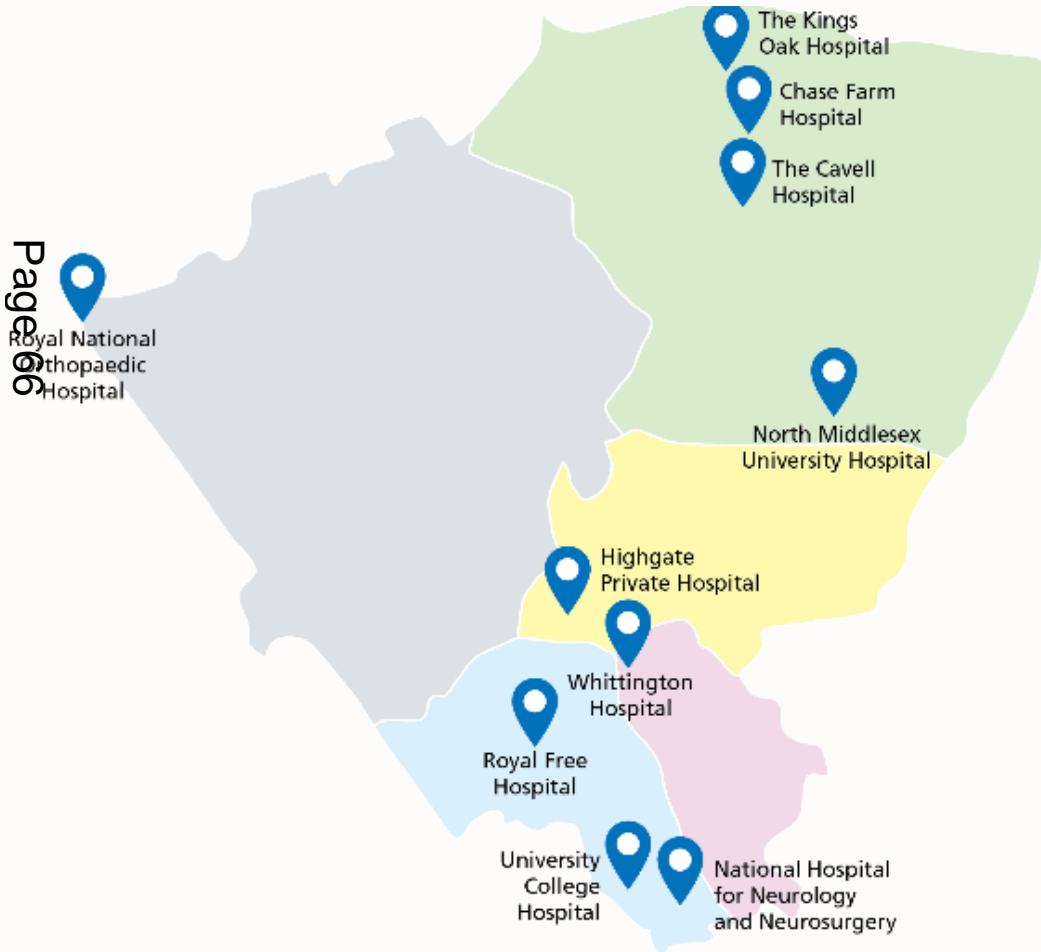 The Kings
Oak Hospital
Chase Farm
Hospital
The Cavell
Hospital
Page 66
Royal National
Orthopaedic
Hospital
North Middlesex
University Hospital
Highgate
Private Hospital
Whittington
Hospital
Royal Free
Hospital
University
College
Hospital
National Hospital
for Neurology
and Neurosurgery